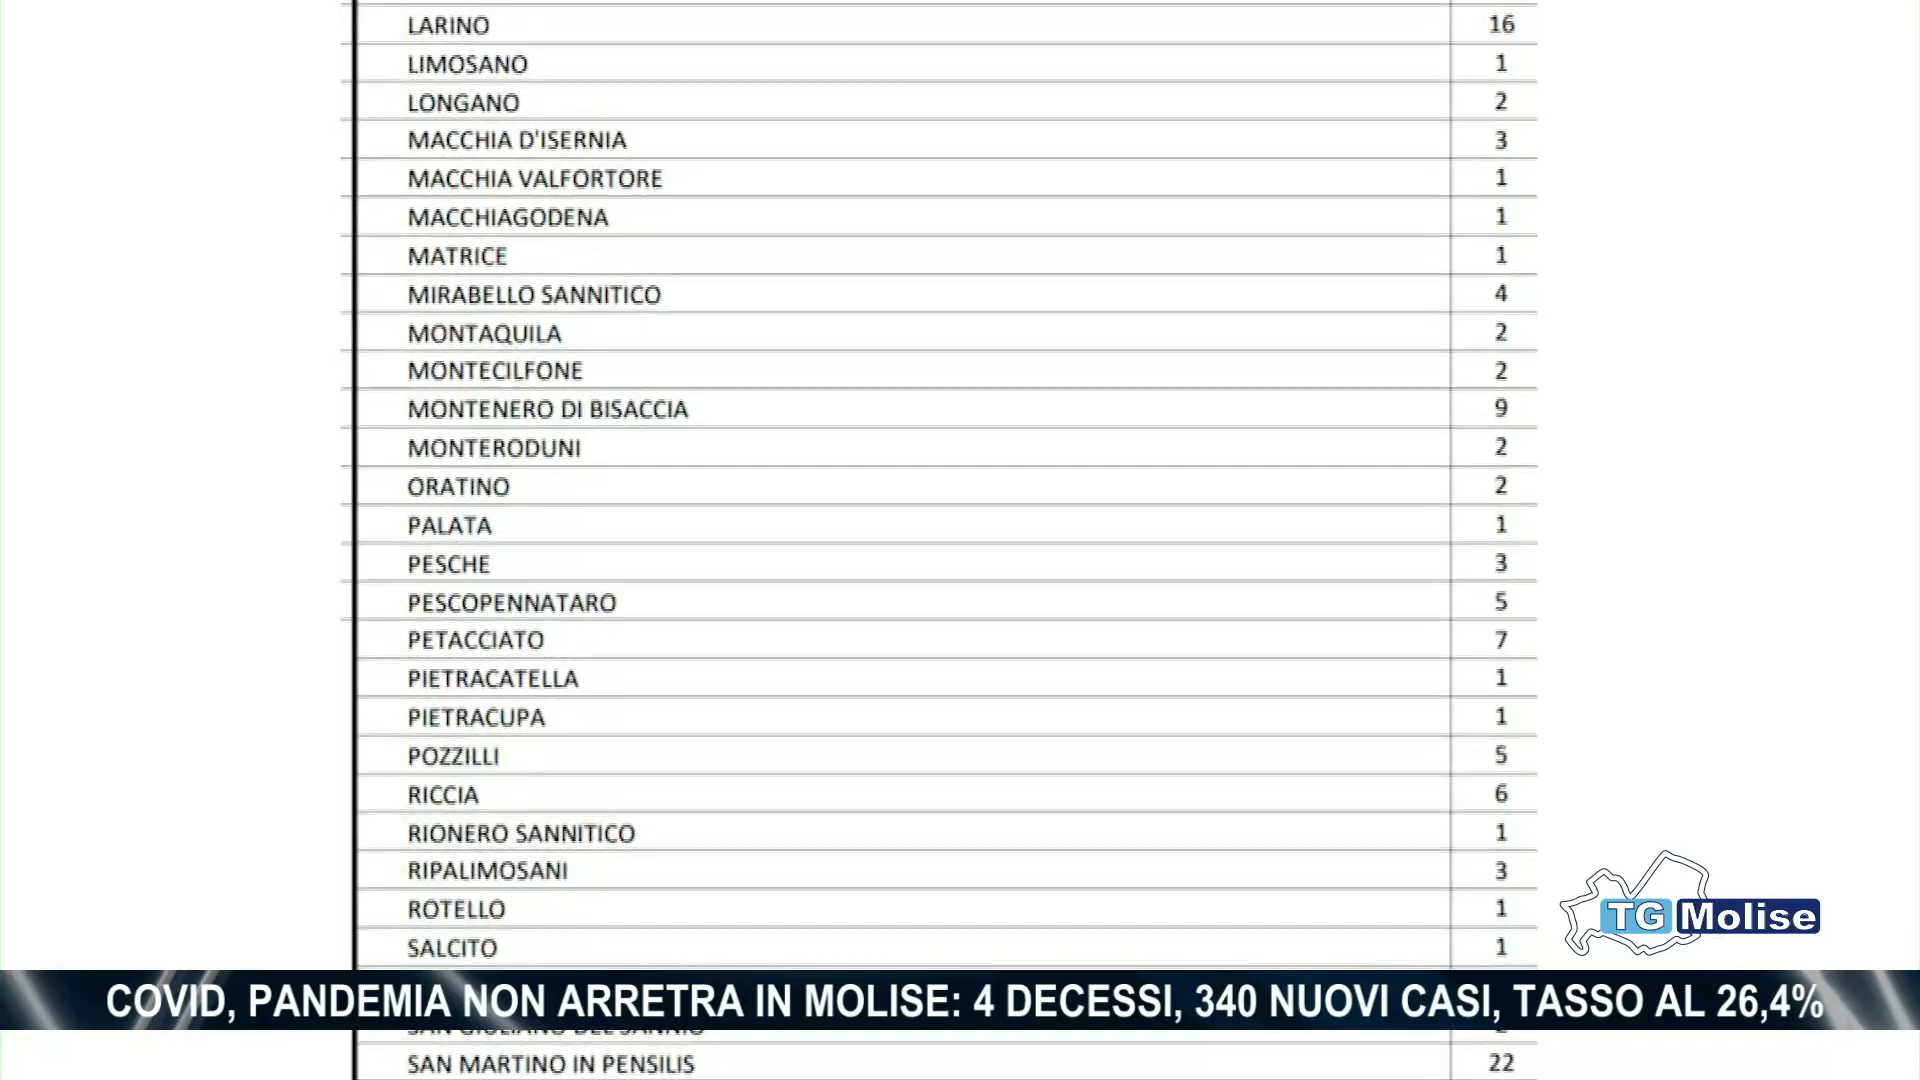 LARINO 16
LIMOSANO 1
LONGANO 2
MACCHIA D'ISERNIA 3
MACCHIA VALFORTORE 1
MACCHIAGODENA 1
MATRICE 1
MIRABELLO SANNITICO 4
MONTAQUILA 2
MONTECILFONE 2
MONTENERO DI BISACCIA 9
MONTERODUNI 2
ORATINO 2
PALATA 1
PESCHE 3
PESCOPENNATARO 5
PETACCIATO 7
PIETRACATELLA 1
PIETRACUPA 1
POZZILLI 5
RICCIA 6
RIONERO SANNITICO 1
RIPALIMOSANI 3
ROTELLO 1
SALCITO 1
TG Molise
COVID, PANDEMIA NON ARRETRA IN MOLISE: 4 DECESSI, 340 NUOVI CASI, TASSO AL 26,4%
SAN GIULIANO DEL SANNIO
SAN MARTINO IN PENSILIS 22